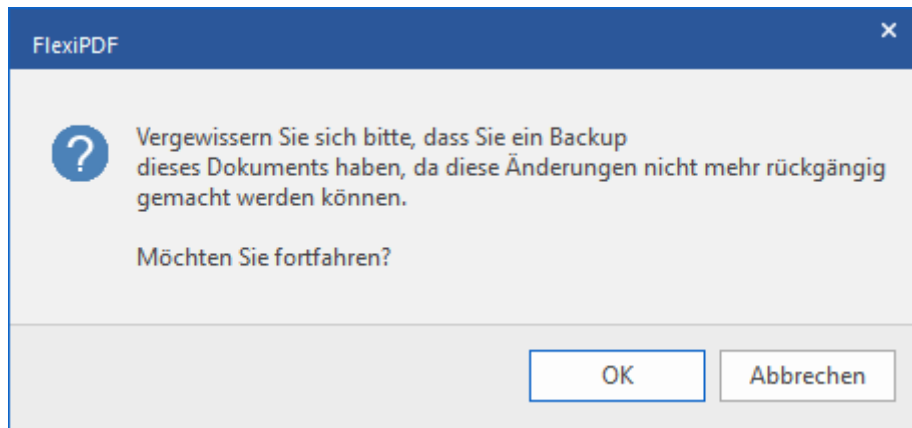 FlexiPDF
Vergewissern Sie sich bitte, dass Sie ein Backup
dieses Dokuments haben, da diese Änderungen nicht mehr rückgängig
gemacht werden können.
Möchten Sie fortfahren?
OK
Abbrechen